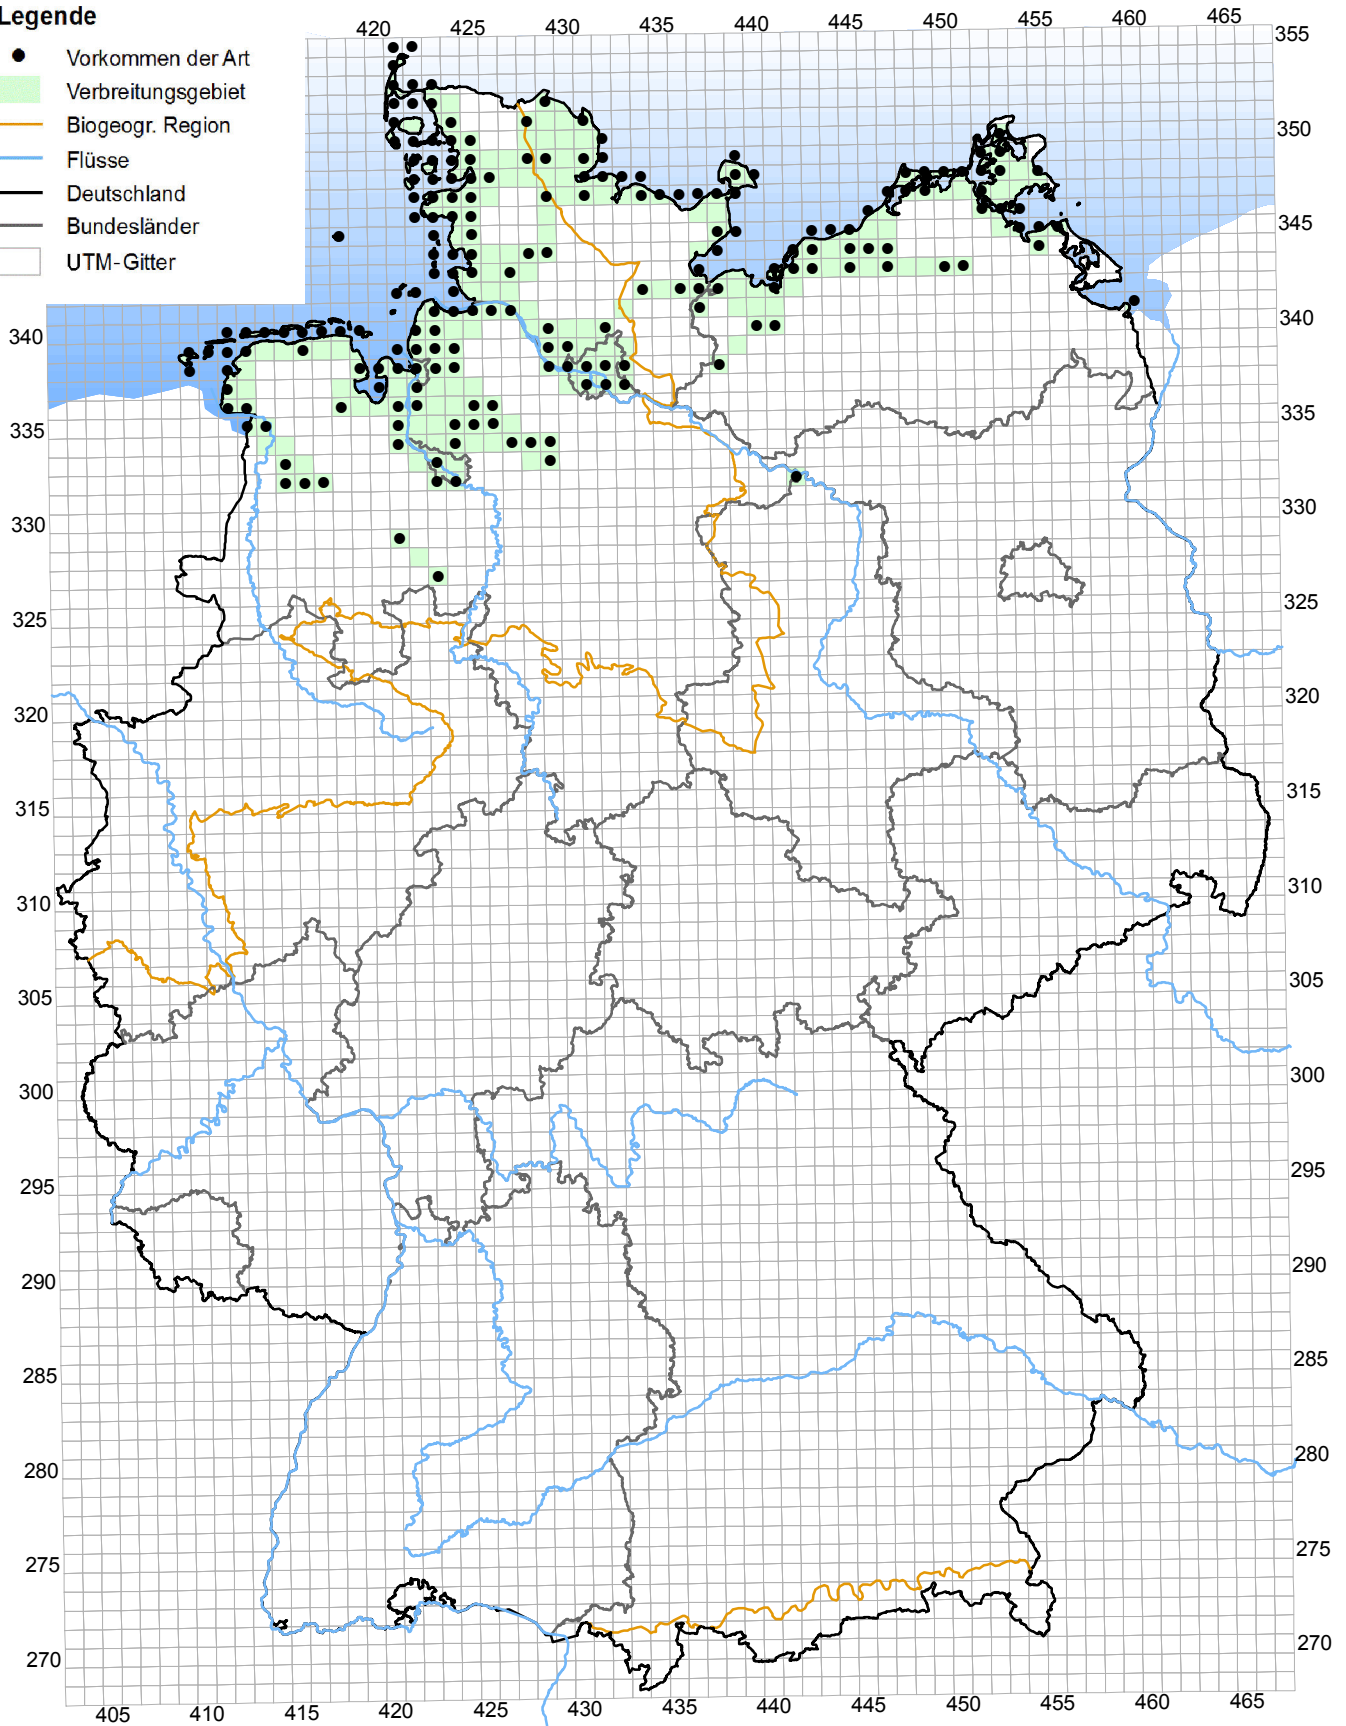 Legende
Vorkommen der Art
Verbreitungsgebiet
Biogeogr. Region
Flüsse
Deutschland
Bundesländer
UTM-Gitter
420 425 430 435 440 445 450 455 460 465
355
350
345
340 340
335 335
330 330
325 325
320 320
315 315
310 310
305 305
300 300
295 295
290 290
285 285
280 280
275 275
270 270
405 410 415 420 425 430 435 440 445 450 455 460 465